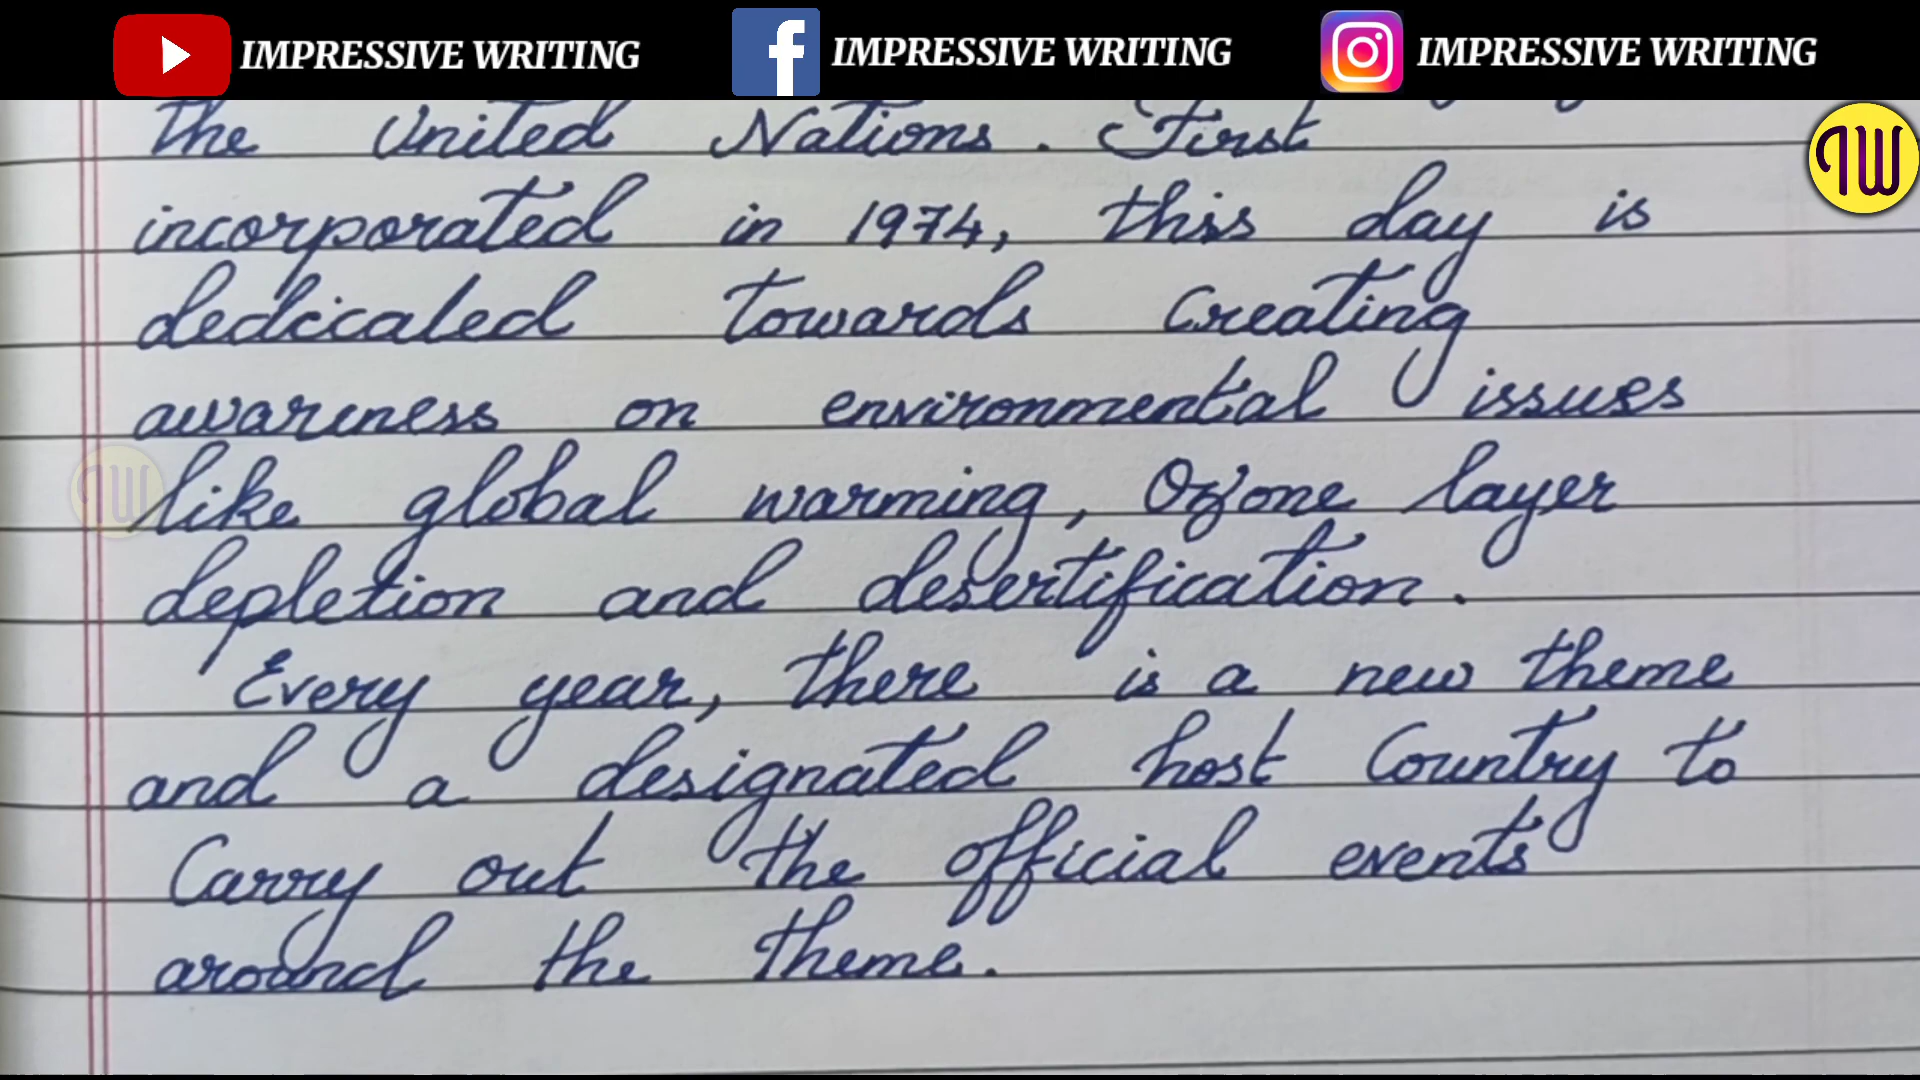 IMPRESSIVE WRITING IMPRESSIVE WRITING IMPRESSIVE WRITING
IW
the United Nations. First
incorporated in 1974, this day is
dedicated towards Creating
awareness on environmental issues
like global warming, Ozone layer
depletion and desertification.
Every year, there is a new theme
and a designated host Country to
Carry out the official events
around the theme.
IW